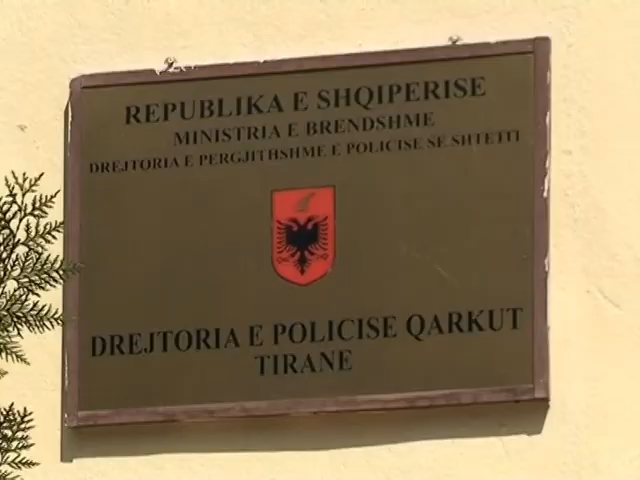 REPUBLIKA E SHQIPERISE
MINISTRIA E BRENDSHME
DREJTORIA E PERGJITHSHME E POLICISE SE SHTETIT
DREJTORIA E POLICISE QARKUT
TIRANE